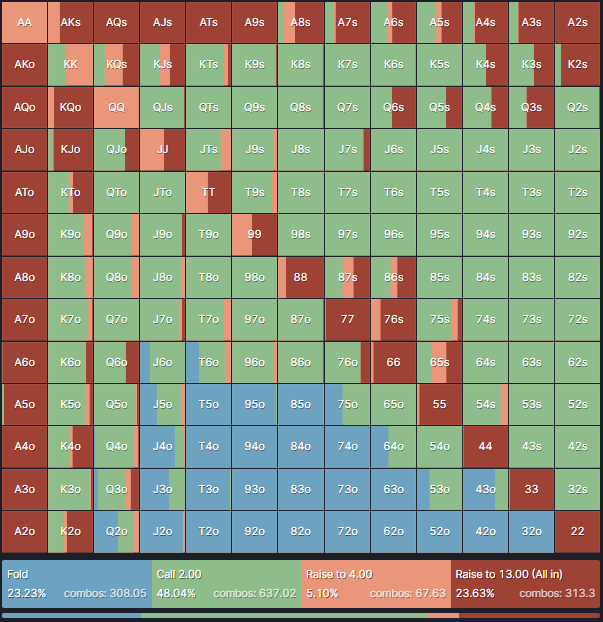 AA AKs AQs AJs ATs A9s A8s A7s A6s A5s A4s A3s A2s
AKo KK KQs KJs KTs K9s K8s K7s K6s K5s K4s K3s K2s
AQo KQo QQ QJs QTs Q9s Q8s Q7s Q6s Q5s Q4s Q3s Q2s
AJo KJo QJo JJ JTs J9s J8s J7s J6s J5s J4s J3s J2s
ATo KTo QTo JTo TT T9s T8s T7s T6s T5s T4s T3s T2s
A9o K9o Q9o J9o T9o 99 98s 97s 96s 95s 94s 93s 92s
A8o K8o Q8o J8o T8o 98o 88 87s 86s 85s 84s 83s 82s
A7o K7o Q7o J7o T7o 97o 87o 77 76s 75s 74s 73s 72s
A6o K6o Q6o J6o T6o 96o 86o 76o 66 65s 64s 63s 62s
A5o K5o Q5o J5o T5o 95o 85o 75o 65o 55 54s 53s 52s
A4o K4o Q4o J4o T4o 94o 84o 74o 64o 54o 44 43s 42s
A3o K3o Q3o J3o T3o 93o 83o 73o 63o 53o 43o 33 32s
A2o K2o Q2o J2o T2o 92o 82o 72o 62o 52o 42o 32o 22
Fold Call 2.00 Raise to 4.00 Raise to 13.00 (All in)
23.23% combos: 308.05 48.04% combos: 637.02 5.10% combos: 67.63 23.63% combos: 313.3